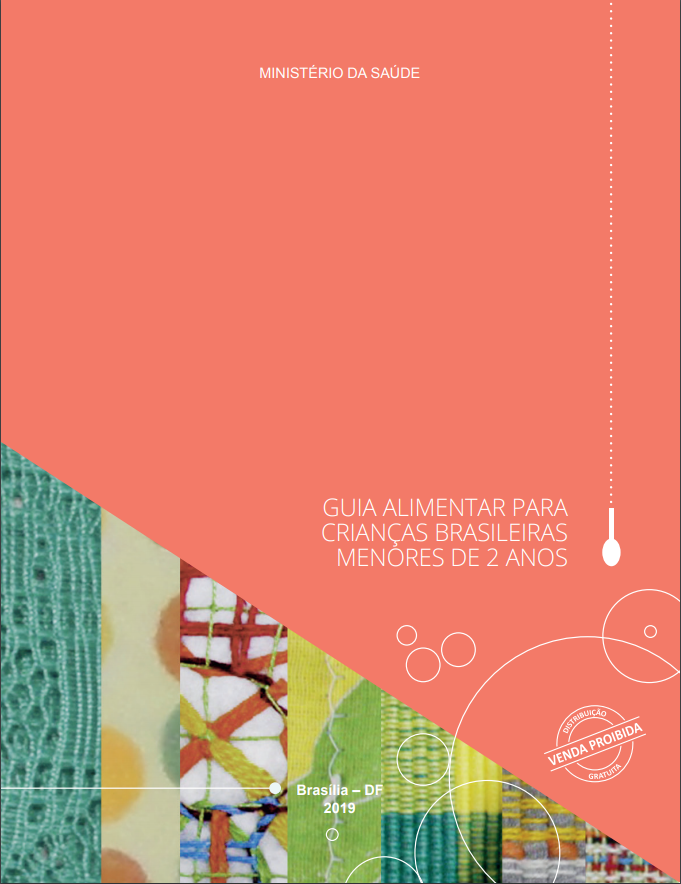 MINISTÉRIO DA SAÚDE
GUIA ALIMENTAR PARA
CRIANÇAS BRASILEIRAS
MENORES DE 2 ANOS
DISTRIBUIÇÃO
VENDA PROIBIDA
GRATUITA
Brasília – DF
2019